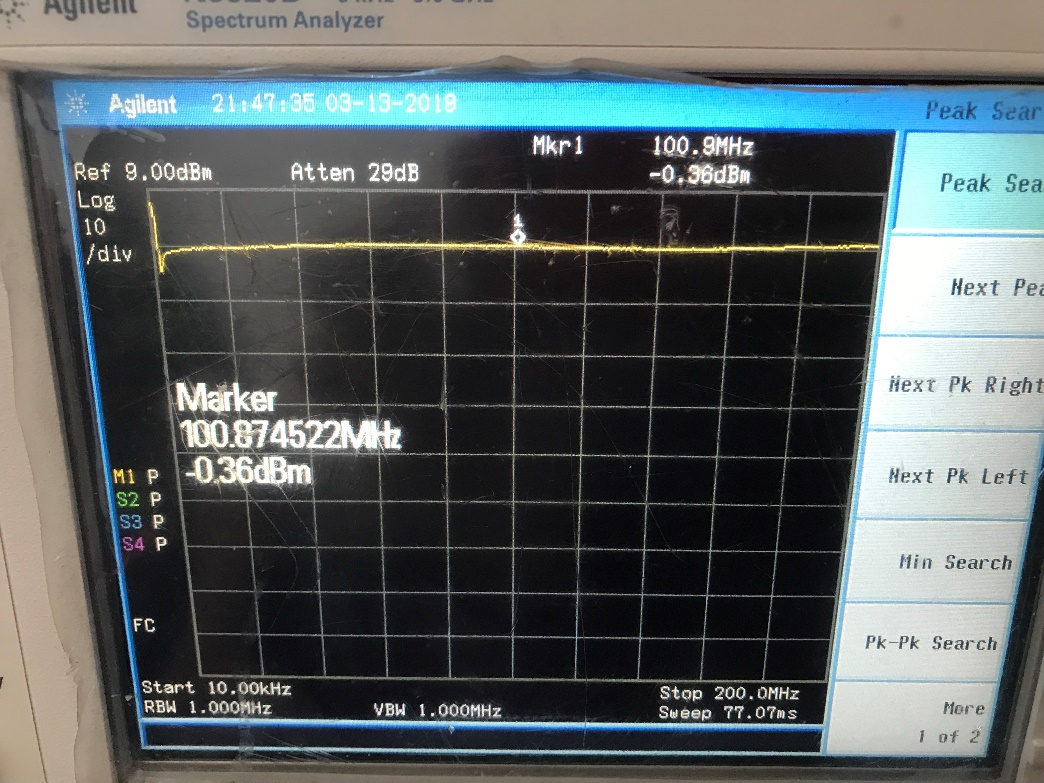 Agilent
Spectrum Analyzer
Agilent 21:47:35 03-13-2019
Peak Sear
Mkr1 100.9MHz
Ref 9.00dBm Atten 29dB -0.36dBm
Peak Sea
Log
10
/div
1
Next Pea
Marker
100.874522MHz
-0.36dBm
Next Pk Right
M1 P
S2 P
S3 P
S4 P
Next Pk Left
Min Search
FC
Pk-Pk Search
Start 10.00kHz Stop 200.0MHz
RBW 1.000MHz VBW 1.000MHz Sweep 77.07ms
More
1 of 2